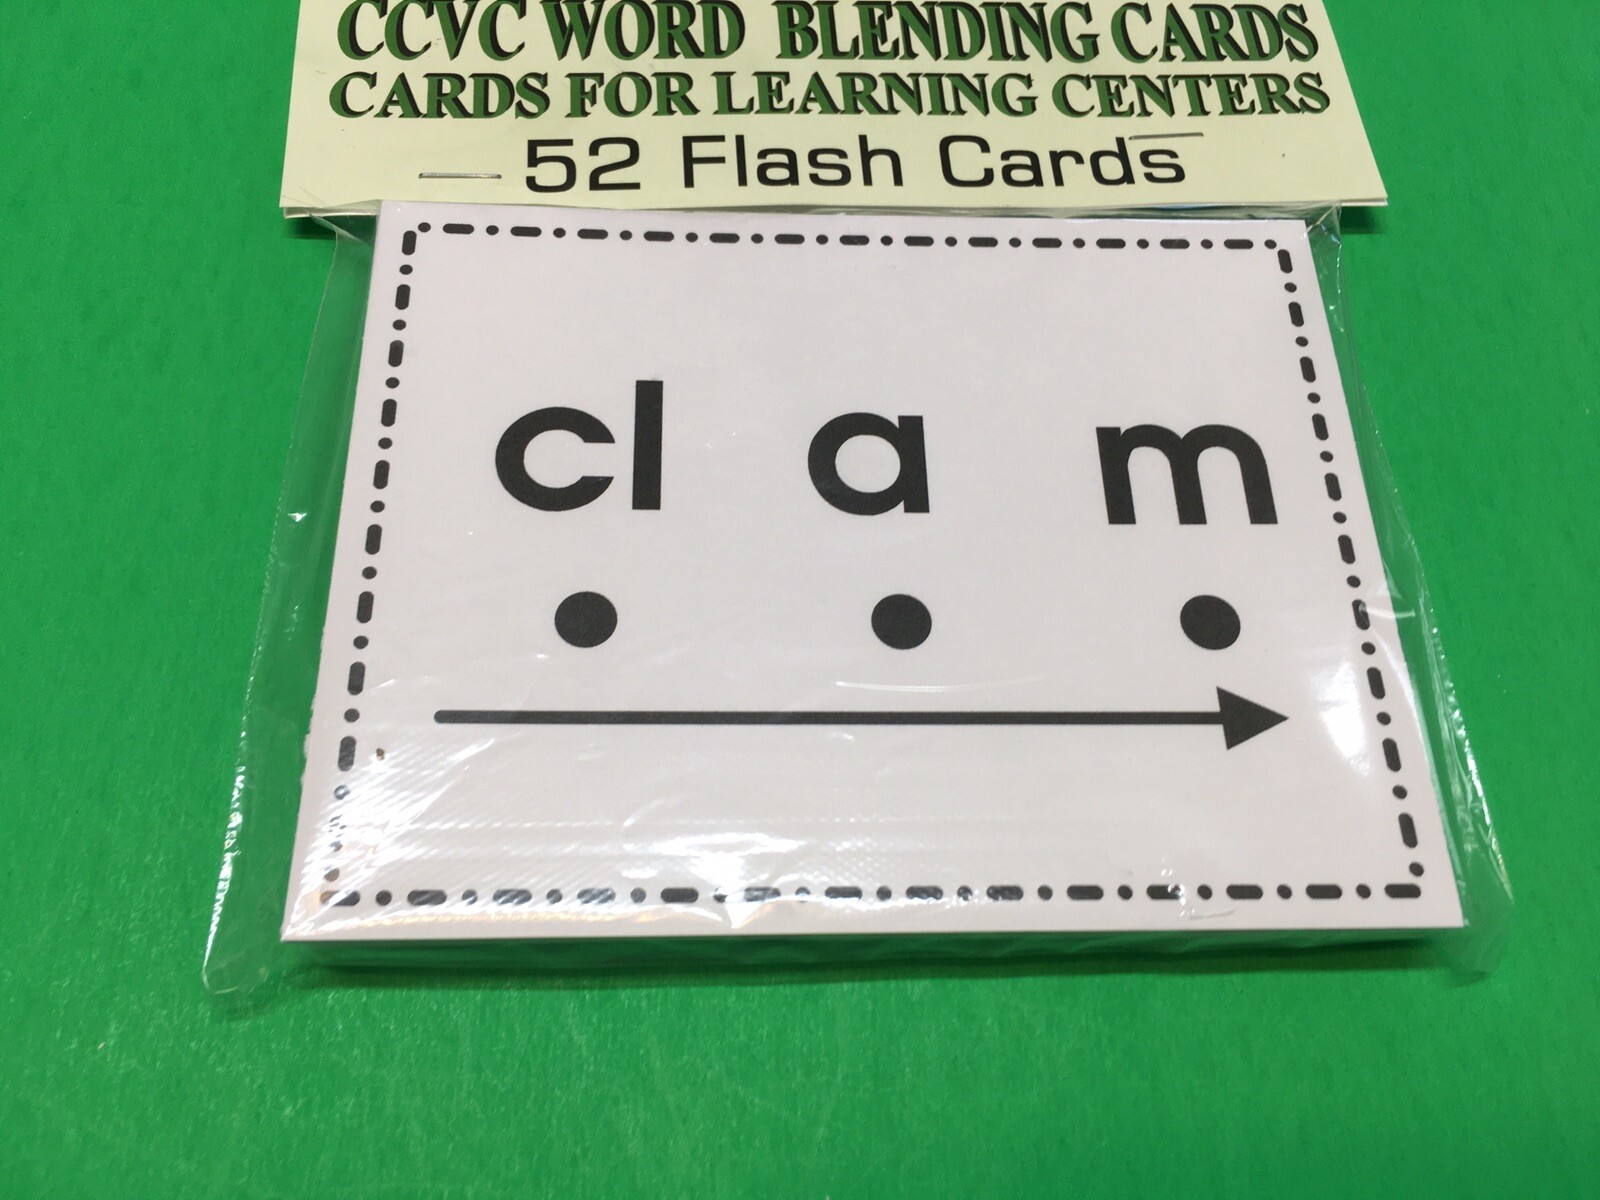 CCVC WORD BLENDING CARDS
CARDS FOR LEARNING CENTERS
52 Flash Cards
cl a m